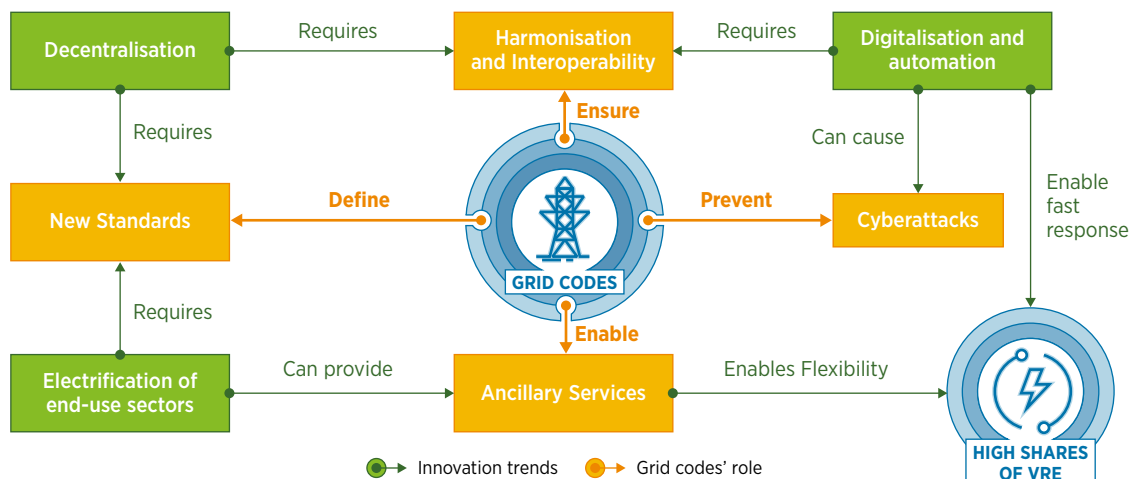 Decentralisation
Requires
Harmonisation
and Interoperability
Requires
Digitalisation and
automation
Ensure
Requires
Can cause
Enable
fast
response
New Standards
Define
GRID CODES
Prevent
Cyberattacks
Requires
Enable
Electrification of
end-use sectors
Can provide
Ancillary Services
Enables Flexibility
HIGH SHARES
OF VRE
Innovation trends
Grid codes' role